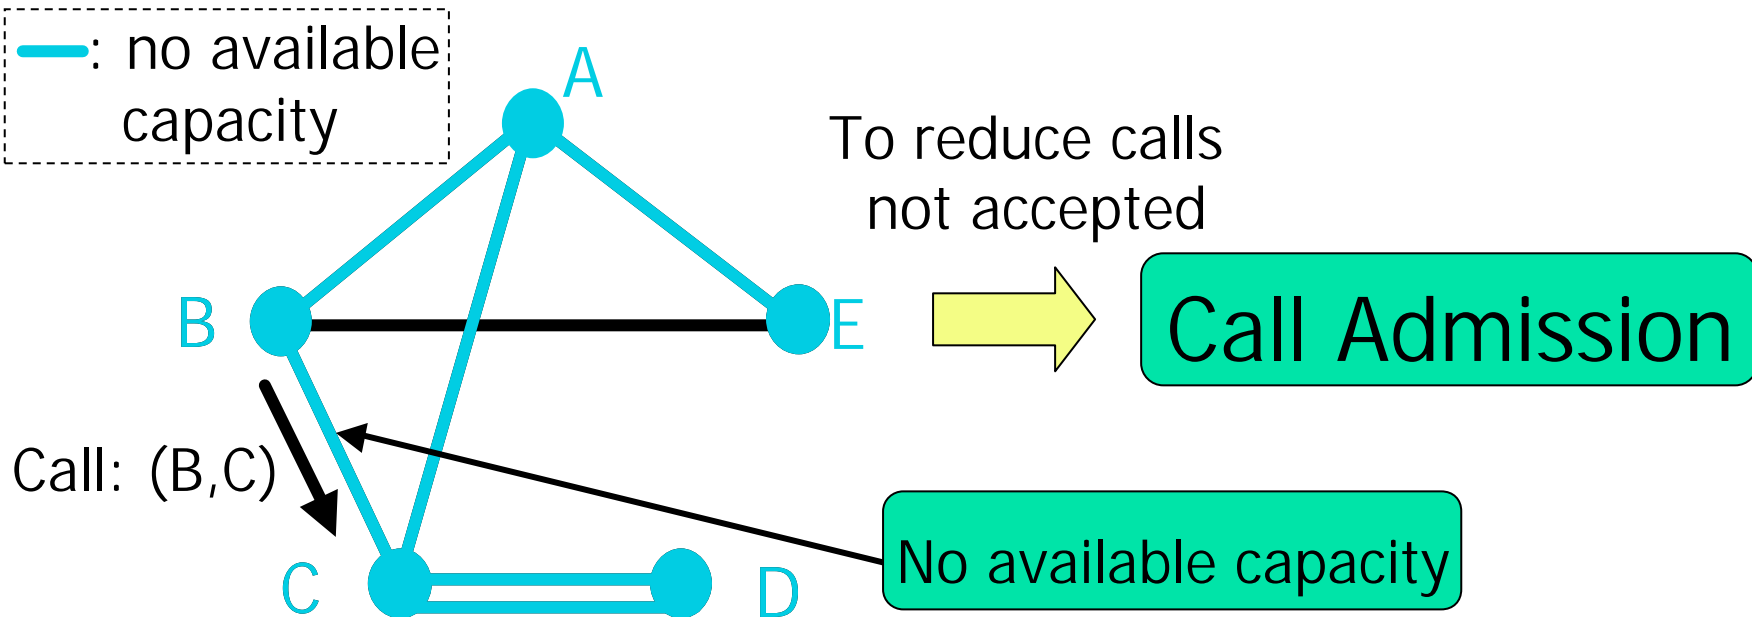 : no available
capacity
A
To reduce calls
not accepted
B
E
Call Admission
Call: (B,C)
No available capacity
C
D